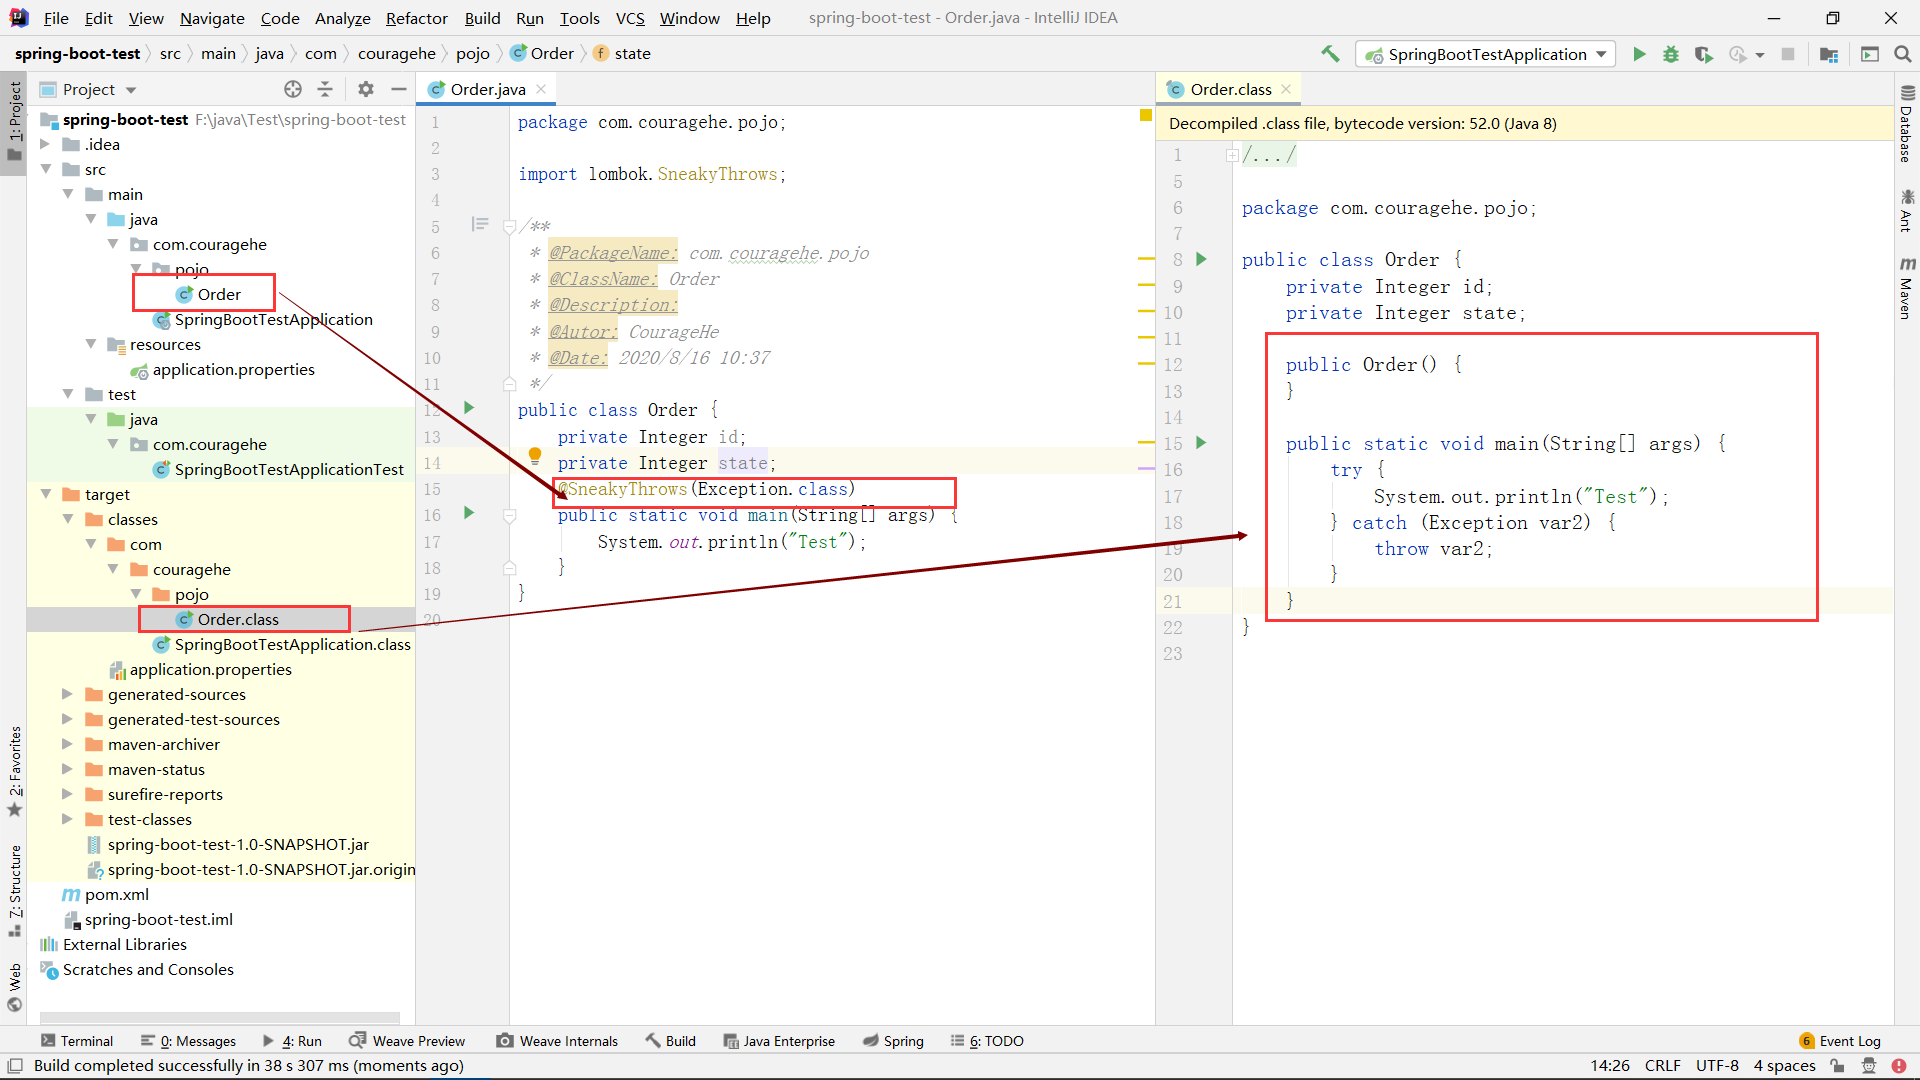 File Edit View Navigate Code Analyze Refactor Build Run Tools VCS Window Help spring-boot-test - Order.java - IntelliJ IDEA
spring-boot-test src main java com couragehe pojo Order state SpringBootTestApplication
1: Project
2: Favorites
7: Structure
Web
Project
spring-boot-test F:\java\Test\spring-boot-test
.idea
src
main
java
com.couragehe
pojo
Order
SpringBootTestApplication
resources
application.properties
test
java
com.couragehe
SpringBootTestApplicationTest
target
classes
com
couragehe
pojo
Order.class
SpringBootTestApplication.class
application.properties
generated-sources
generated-test-sources
maven-archiver
maven-status
surefire-reports
test-classes
spring-boot-test-1.0-SNAPSHOT.jar
spring-boot-test-1.0-SNAPSHOT.jar.origin
pom.xml
spring-boot-test.iml
External Libraries
Scratches and Consoles
Order.java
1 package com.couragehe.pojo;
2
3 import lombok.SneakyThrows;
4
5 /**
6 * @PackageName: com.couragehe.pojo
7 * @ClassName: Order
8 * @Description:
9 * @Autor: CourageHe
10 * @Date: 2020/8/16 10:37
11 */
12 public class Order {
13 private Integer id;
14 private Integer state;
15 @SneakyThrows(Exception.class)
16 public static void main(String[] args) {
17 System.out.println("Test");
18 }
19 }
20
Order.class
Decompiled .class file, bytecode version: 52.0 (Java 8)
1 /.../
5
6 package com.couragehe.pojo;
7
8 public class Order {
9 private Integer id;
10 private Integer state;
11
12 public Order() {
13 }
14
15 public static void main(String[] args) {
16 try {
17 System.out.println("Test");
18 } catch (Exception var2) {
19 throw var2;
20 }
21 }
22 }
23
Database
Ant
m Maven
Terminal 0: Messages 4: Run Weave Preview Weave Internals Build Java Enterprise Spring 6: TODO 6 Event Log
Build completed successfully in 38 s 307 ms (moments ago) 14:26 CRLF UTF-8 4 spaces